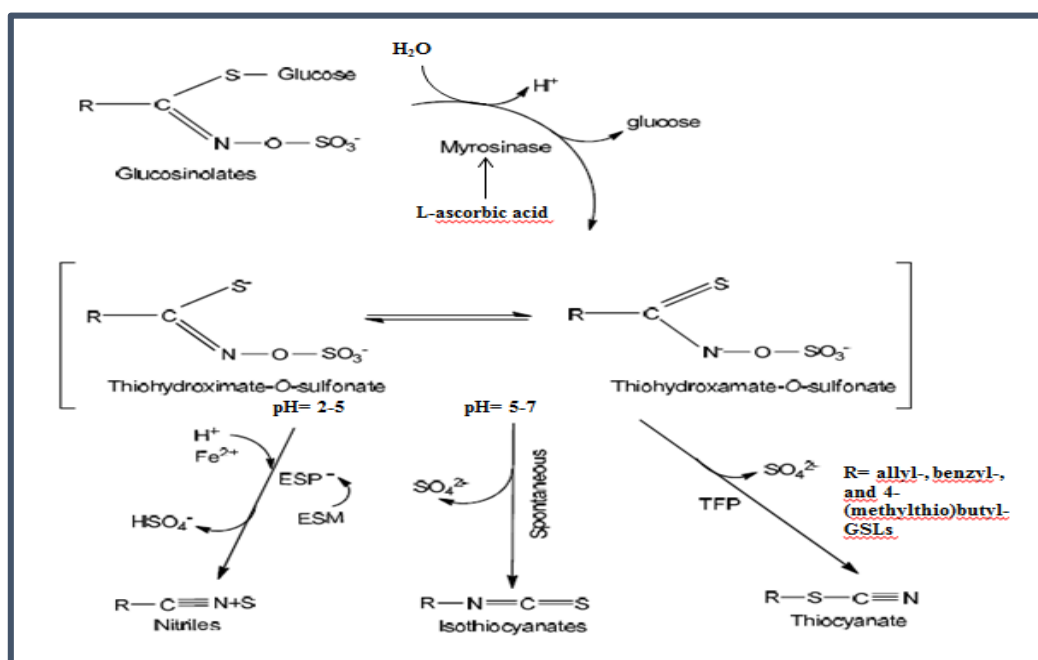 H₂O
S— Glucose
H⁺
R—C
N—O—SO₃⁻
glucose
Myrosinase
Glucosinolates
L-ascorbic acid
S⁻
S
R—C
R—C
N—O—SO₃⁻
N⁻—O—SO₃⁻
Thiohydroximate-O-sulfonate
Thiohydroxamate-O-sulfonate
pH= 2-5
pH= 5-7
H⁺
Fe²⁺
ESP⁻
ESM
HSO₄⁻
SO₄²⁻
Spontaneous
SO₄²⁻
TFP
R= allyl-, benzyl-,
and 4-
(methylthio)butyl-
GSLs
R—C≡N+S
Nitriles
R—N=C=S
Isothiocyanates
R—S—C≡N
Thiocyanate